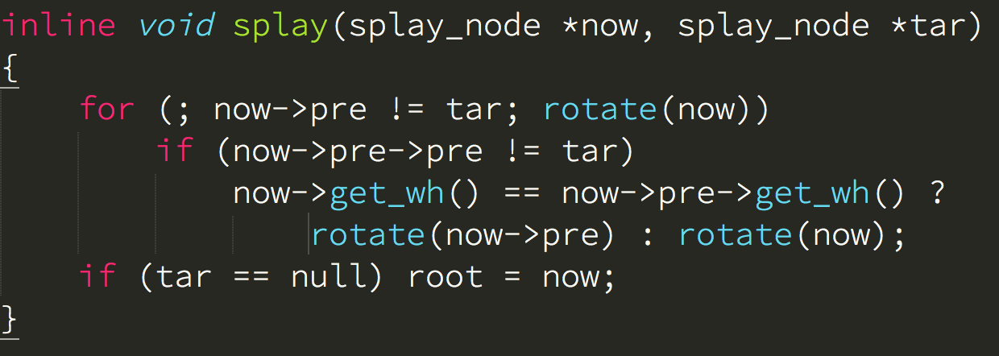 inline void splay(splay_node *now, splay_node *tar)
{
    for (; now->pre != tar; rotate(now))
        if (now->pre->pre != tar)
            now->get_wh() == now->pre->get_wh() ?
                rotate(now->pre) : rotate(now);
    if (tar == null) root = now;
}